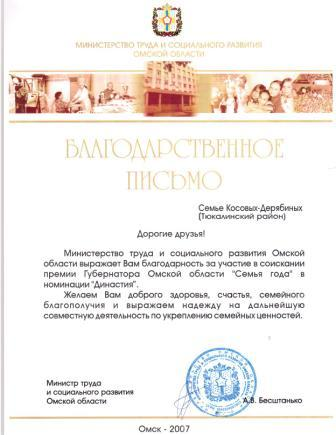 МИНИСТЕРСТВО ТРУДА И СОЦИАЛЬНОГО РАЗВИТИЯ
ОМСКОЙ ОБЛАСТИ
БЛАГОДАРСТВЕННОЕ
ПИСЬМО
Семье Косовых-Дерябиных
(Тюкалинский район)
Дорогие друзья!
Министерство труда и социального развития Омской
области выражает Вам благодарность за участие в соискании
премии Губернатора Омской области "Семья года" в
номинации "Династия".
Желаем Вам доброго здоровья, счастья, семейного
благополучия и выражаем надежду на дальнейшую
совместную деятельность по укреплению семейных ценностей.
Министр труда
и социального развития
Омской области
А.В. Бесштанько
Омск - 2007